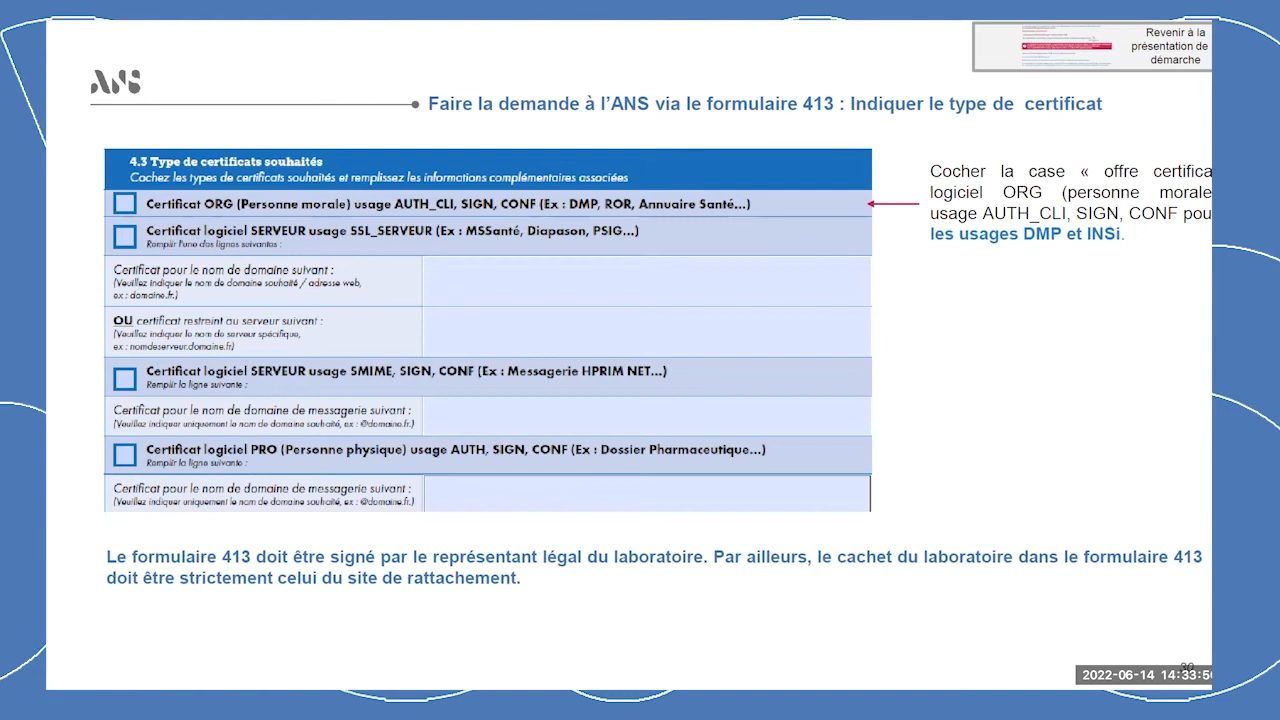 Revenir à la
présentation de
démarche
ANS
Faire la demande à l'ANS via le formulaire 413 : Indiquer le type de certificat
4.3 Type de certificats souhaités
Cochez les types de certificats souhaités et remplissez les informations complémentaires associées
Certificat ORG (Personne morale) usage AUTH_CLI, SIGN, CONF (Ex : DMP, ROR, Annuaire Santé...)
Certificat logiciel SERVEUR usage SSL_SERVEUR (Ex : MSSanté, Diapason, PSIG...)
Remplir l'une des lignes suivantes :
Certificat pour le nom de domaine suivant :
(Veuillez indiquer le nom de domaine souhaité / adresse web,
ex : domaine.fr.)
OU certificat restreint au serveur suivant :
(Veuillez indiquer le nom de serveur spécifique,
ex : nomdeserveur.domaine.fr)
Certificat logiciel SERVEUR usage SMIME, SIGN, CONF (Ex : Messagerie HPRIM NET...)
Remplir la ligne suivante :
Certificat pour le nom de domaine de messagerie suivant :
(Veuillez indiquer uniquement le nom de domaine souhaité, ex : @domaine.fr.)
Certificat logiciel PRO (Personne physique) usage AUTH, SIGN, CONF (Ex : Dossier Pharmaceutique...)
Remplir la ligne suivante :
Certificat pour le nom de domaine de messagerie suivant :
(Veuillez indiquer uniquement le nom de domaine souhaité, ex : @domaine.fr.)
Cocher la case « offre certifica
logiciel ORG (personne morale
usage AUTH_CLI, SIGN, CONF pou
les usages DMP et INSi.
Le formulaire 413 doit être signé par le représentant légal du laboratoire. Par ailleurs, le cachet du laboratoire dans le formulaire 413
doit être strictement celui du site de rattachement.
30
2022-06-14 14:33:50